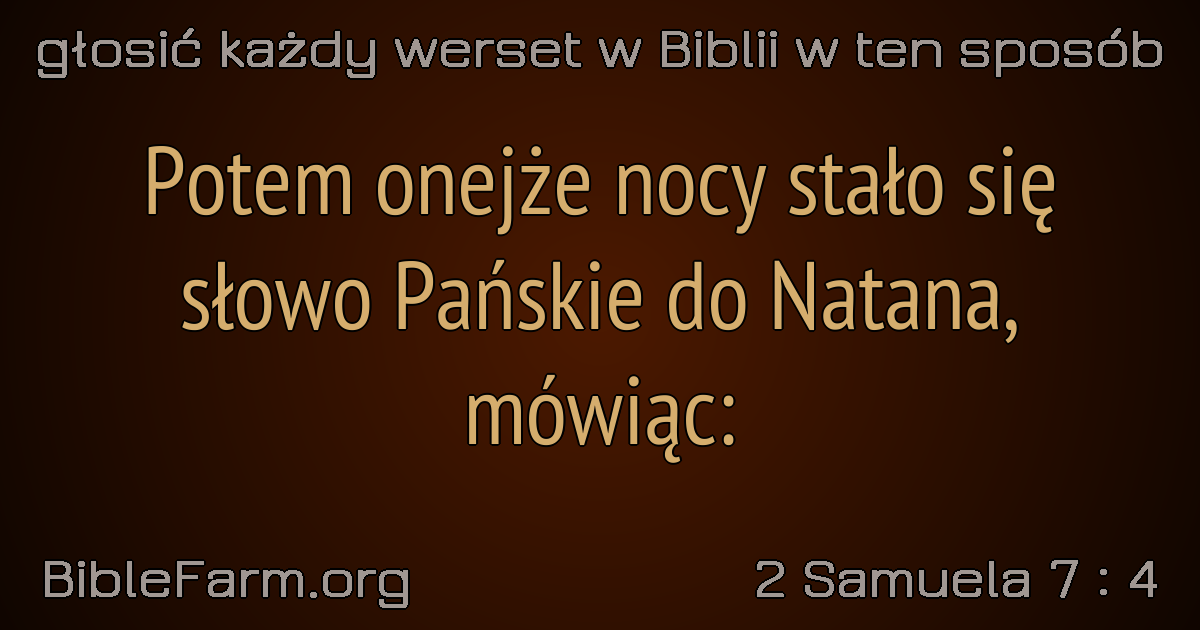 głosić każdy werset w Biblii w ten sposób
Potem onejże nocy stało się
słowo Pańskie do Natana,
mówiąc:
BibleFarm.org
2 Samuela 7 : 4